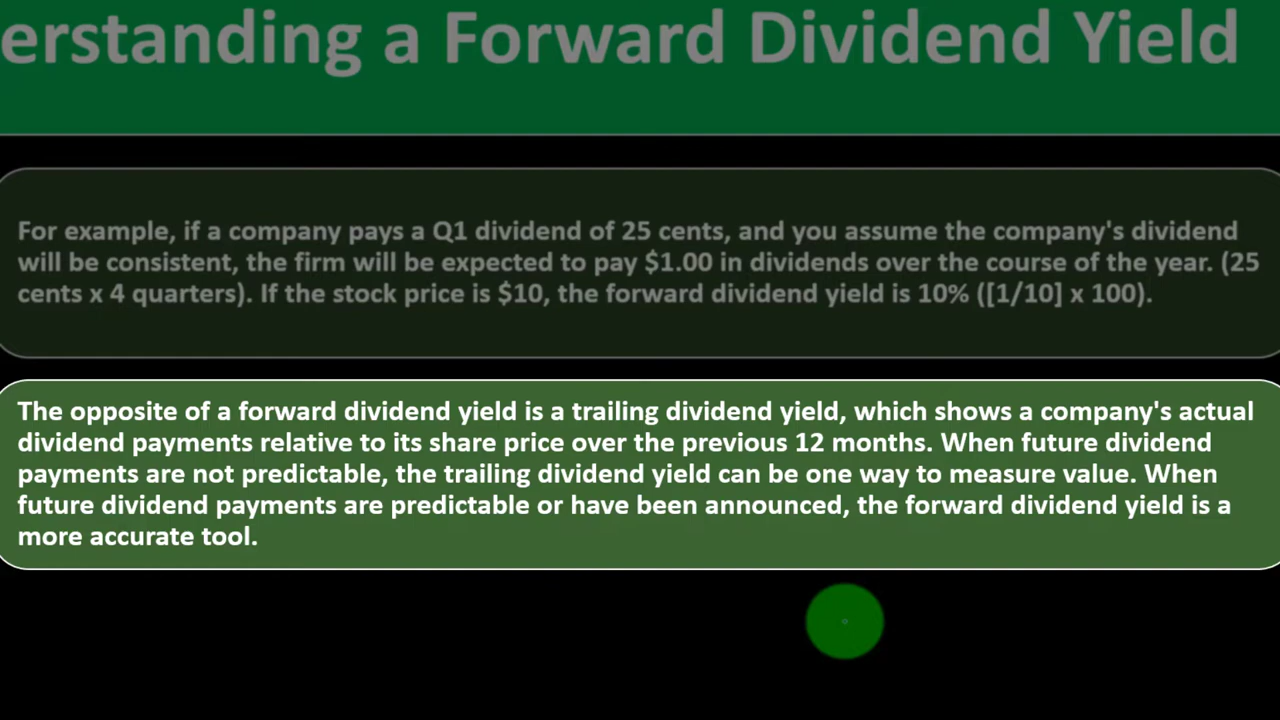 erstanding a Forward Dividend Yield
For example, if a company pays a Q1 dividend of 25 cents, and you assume the company's dividend
will be consistent, the firm will be expected to pay $1.00 in dividends over the course of the year. (25
cents x 4 quarters). If the stock price is $10, the forward dividend yield is 10% ([1/10] x 100).
The opposite of a forward dividend yield is a trailing dividend yield, which shows a company's actual
dividend payments relative to its share price over the previous 12 months. When future dividend
payments are not predictable, the trailing dividend yield can be one way to measure value. When
future dividend payments are predictable or have been announced, the forward dividend yield is a
more accurate tool.